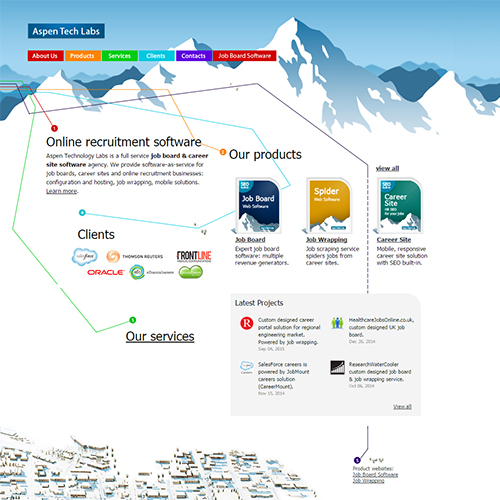 Aspen Tech Labs
About Us Products Services Clients Contacts Job Board Software
1
Online recruitment software
Aspen Technology Labs is a full service job board & career
site software agency. We provide software-as-service for
job boards, career sites and online recruitment businesses:
configuration and hosting, job wrapping, mobile solutions.
Learn more.
2
Our products
view all
SEO
Job Board
Web Software
SEO
Spider
Web Software
SEO
Career
Site
HR SEO
for your jobs
Job Board
Expert job board
software: multiple
revenue generators.
Job Wrapping
Job scraping service
spiders jobs from
career sites.
Career Site
Mobile, responsive
career site solution
with SEO built-in.
4
Clients
salesforce
THOMSON REUTERS
FRONTLINE
ORACLE
eFinancialCareers
Our services
Latest Projects
R
Custom designed career
portal solution for regional
engineering market.
Powered by Job wrapping.
Sep 04, 2015
HealthcareJobsOnline.co.uk,
custom designed UK job
board.
Dec 26, 2014
SalesForce careers is
powered by JobMount
careers solution
(CareerMount).
Nov 15, 2014
ResearchWaterCooler
custom designed job board
& Job wrapping service.
Oct 06, 2014
View all
5
Product websites:
Job Board Software
Job Wrapping